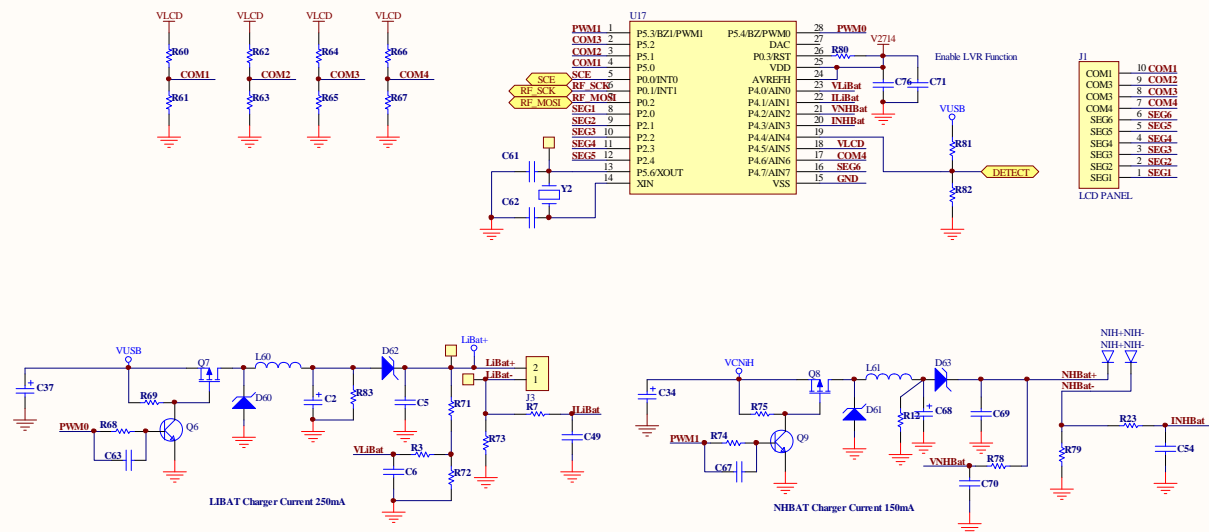 VLCD
VLCD
VLCD
VLCD
R60
R62
R64
R66
COM1
COM2
COM3
COM4
R61
R63
R65
R67
U17
PWM1 1 P5.3/BZ1/PWM1 P5.4/BZ/PWM0 28 PWM0
COM3 2 P5.2 DAC 27
COM2 3 P5.1 P0.3/RST 26
COM1 4 P5.0 VDD 25
SCE SCE 5 P0.0/INT0 AVREFH 24
RF_SCK RF_SCK 6 P0.1/INT1 P4.0/AIN0 23 VLiBat
RF_MOSI RF_MOSI P0.2 P4.1/AIN1 22 ILiBat
SEG1 8 P2.0 P4.2/AIN2 21 VNHBat
SEG2 9 P2.1 P4.3/AIN3 20 INHBat
SEG3 10 P2.2 P4.4/AIN4 19
SEG4 11 P2.3 P4.5/AIN5 18 VLCD
SEG5 12 P2.4 P4.6/AIN6 17 COM4
13 P5.6/XOUT P4.7/AIN7 16 SEG6
14 XIN VSS 15 GND
C61
C62
Y2
R80
V2714
C76
C71
Enable LVR Function
VUSB
R81
R82
DETECT
J1
COM1 10 COM1
COM3 9 COM2
COM3 8 COM3
COM4 7 COM4
SEG6 6 SEG6
SEG5 5 SEG5
SEG4 4 SEG4
SEG3 3 SEG3
SEG2 2 SEG2
SEG1 1 SEG1
LCD PANEL
VUSB
Q7
L60
D62
LiBat+
LiBat+
LiBat-
2
1
J3
C37
R69
D60
C2
R83
C5
R71
R7
ILiBat
PWM0
R68
Q6
C63
R73
C49
VLiBat
R3
C6
R72
LIBAT Charger Current 250mA
VCNiH
Q8
L61
D63
NIH+NIH-
NIH+NIH-
NHBat+
NHBat-
C34
R75
D61
R12
C68
C69
R23
INHBat
PWM1
R74
Q9
C67
R79
C54
VNHBat
R78
C70
NHBAT Charger Current 150mA